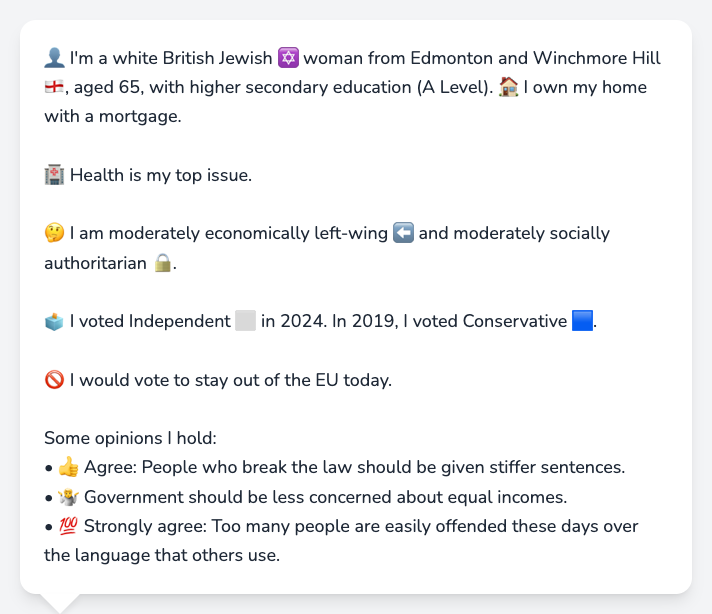 👤 I'm a white British Jewish ✡️ woman from Edmonton and Winchmore Hill
🏴󠁧󠁢󠁥󠁮󠁧󠁿, aged 65, with higher secondary education (A Level). 🏠 I own my home
with a mortgage.
🏥 Health is my top issue.
🤔 I am moderately economically left-wing ⬅️ and moderately socially
authoritarian 🔒.
🗳️ I voted Independent ⬜ in 2024. In 2019, I voted Conservative 🟦.
🚫 I would vote to stay out of the EU today.
Some opinions I hold:
• 👍 Agree: People who break the law should be given stiffer sentences.
• 🤷 Government should be less concerned about equal incomes.
• 💯 Strongly agree: Too many people are easily offended these days over
the language that others use.